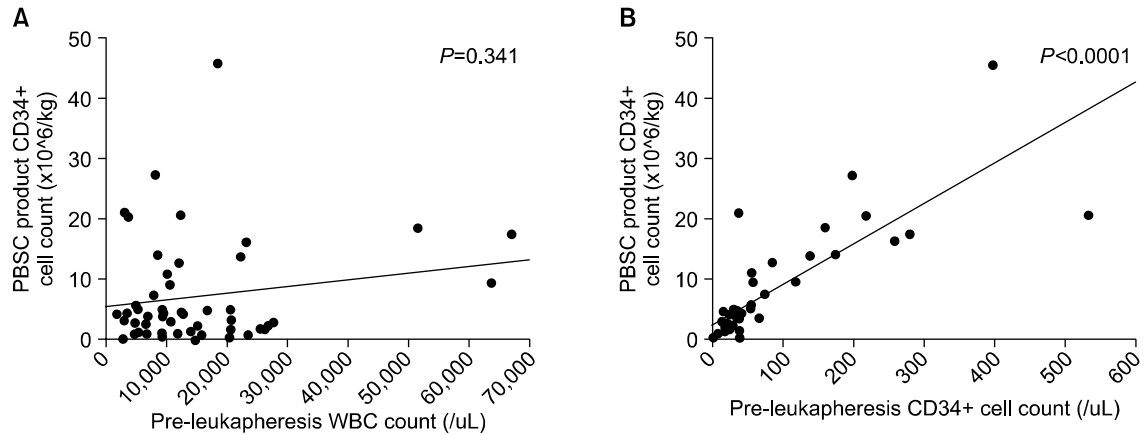 A
PBSC product CD34+
cell count (x10^6/kg)
50
40
30
20
10
0
P=0.341
0
10,000
20,000
30,000
40,000
50,000
60,000
70,000
Pre-leukapheresis WBC count (/uL)
B
PBSC product CD34+
cell count (x10^6/kg)
50
40
30
20
10
0
P<0.0001
0
100
200
300
400
500
600
Pre-leukapheresis CD34+ cell count (/uL)